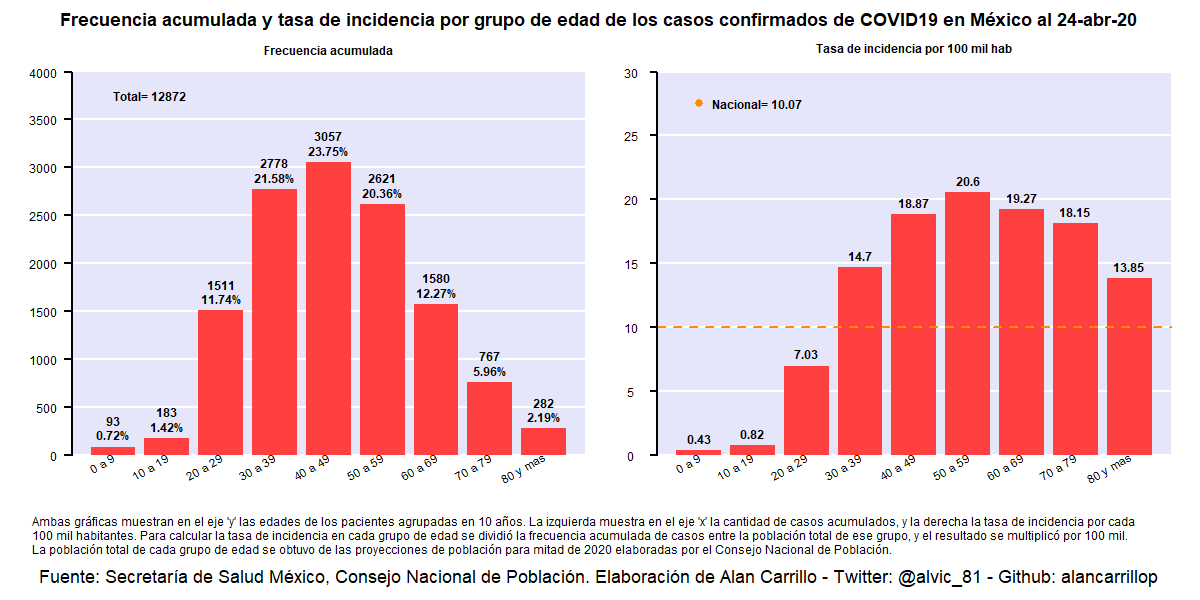 Frecuencia acumulada y tasa de incidencia por grupo de edad de los casos confirmados de COVID19 en México al 24-abr-20
Frecuencia acumulada
4000
3500
3000
2500
2000
1500
1000
500
0
Total= 12872
93
0.72%
183
1.42%
1511
11.74%
2778
21.58%
3057
23.75%
2621
20.36%
1580
12.27%
767
5.96%
282
2.19%
0 a 9
10 a 19
20 a 29
30 a 39
40 a 49
50 a 59
60 a 69
70 a 79
80 y mas
Tasa de incidencia por 100 mil hab
30
25
20
15
10
5
0
Nacional= 10.07
0.43
0.82
7.03
14.7
18.87
20.6
19.27
18.15
13.85
0 a 9
10 a 19
20 a 29
30 a 39
40 a 49
50 a 59
60 a 69
70 a 79
80 y mas
Ambas gráficas muestran en el eje 'y' las edades de los pacientes agrupadas en 10 años. La izquierda muestra en el eje 'x' la cantidad de casos acumulados, y la derecha la tasa de incidencia por cada
100 mil habitantes. Para calcular la tasa de incidencia en cada grupo de edad se dividió la frecuencia acumulada de casos entre la población total de ese grupo, y el resultado se multiplicó por 100 mil.
La población total de cada grupo de edad se obtuvo de las proyecciones de población para mitad de 2020 elaboradas por el Consejo Nacional de Población.
Fuente: Secretaría de Salud México, Consejo Nacional de Población. Elaboración de Alan Carrillo - Twitter: @alvic_81 - Github: alancarrillop